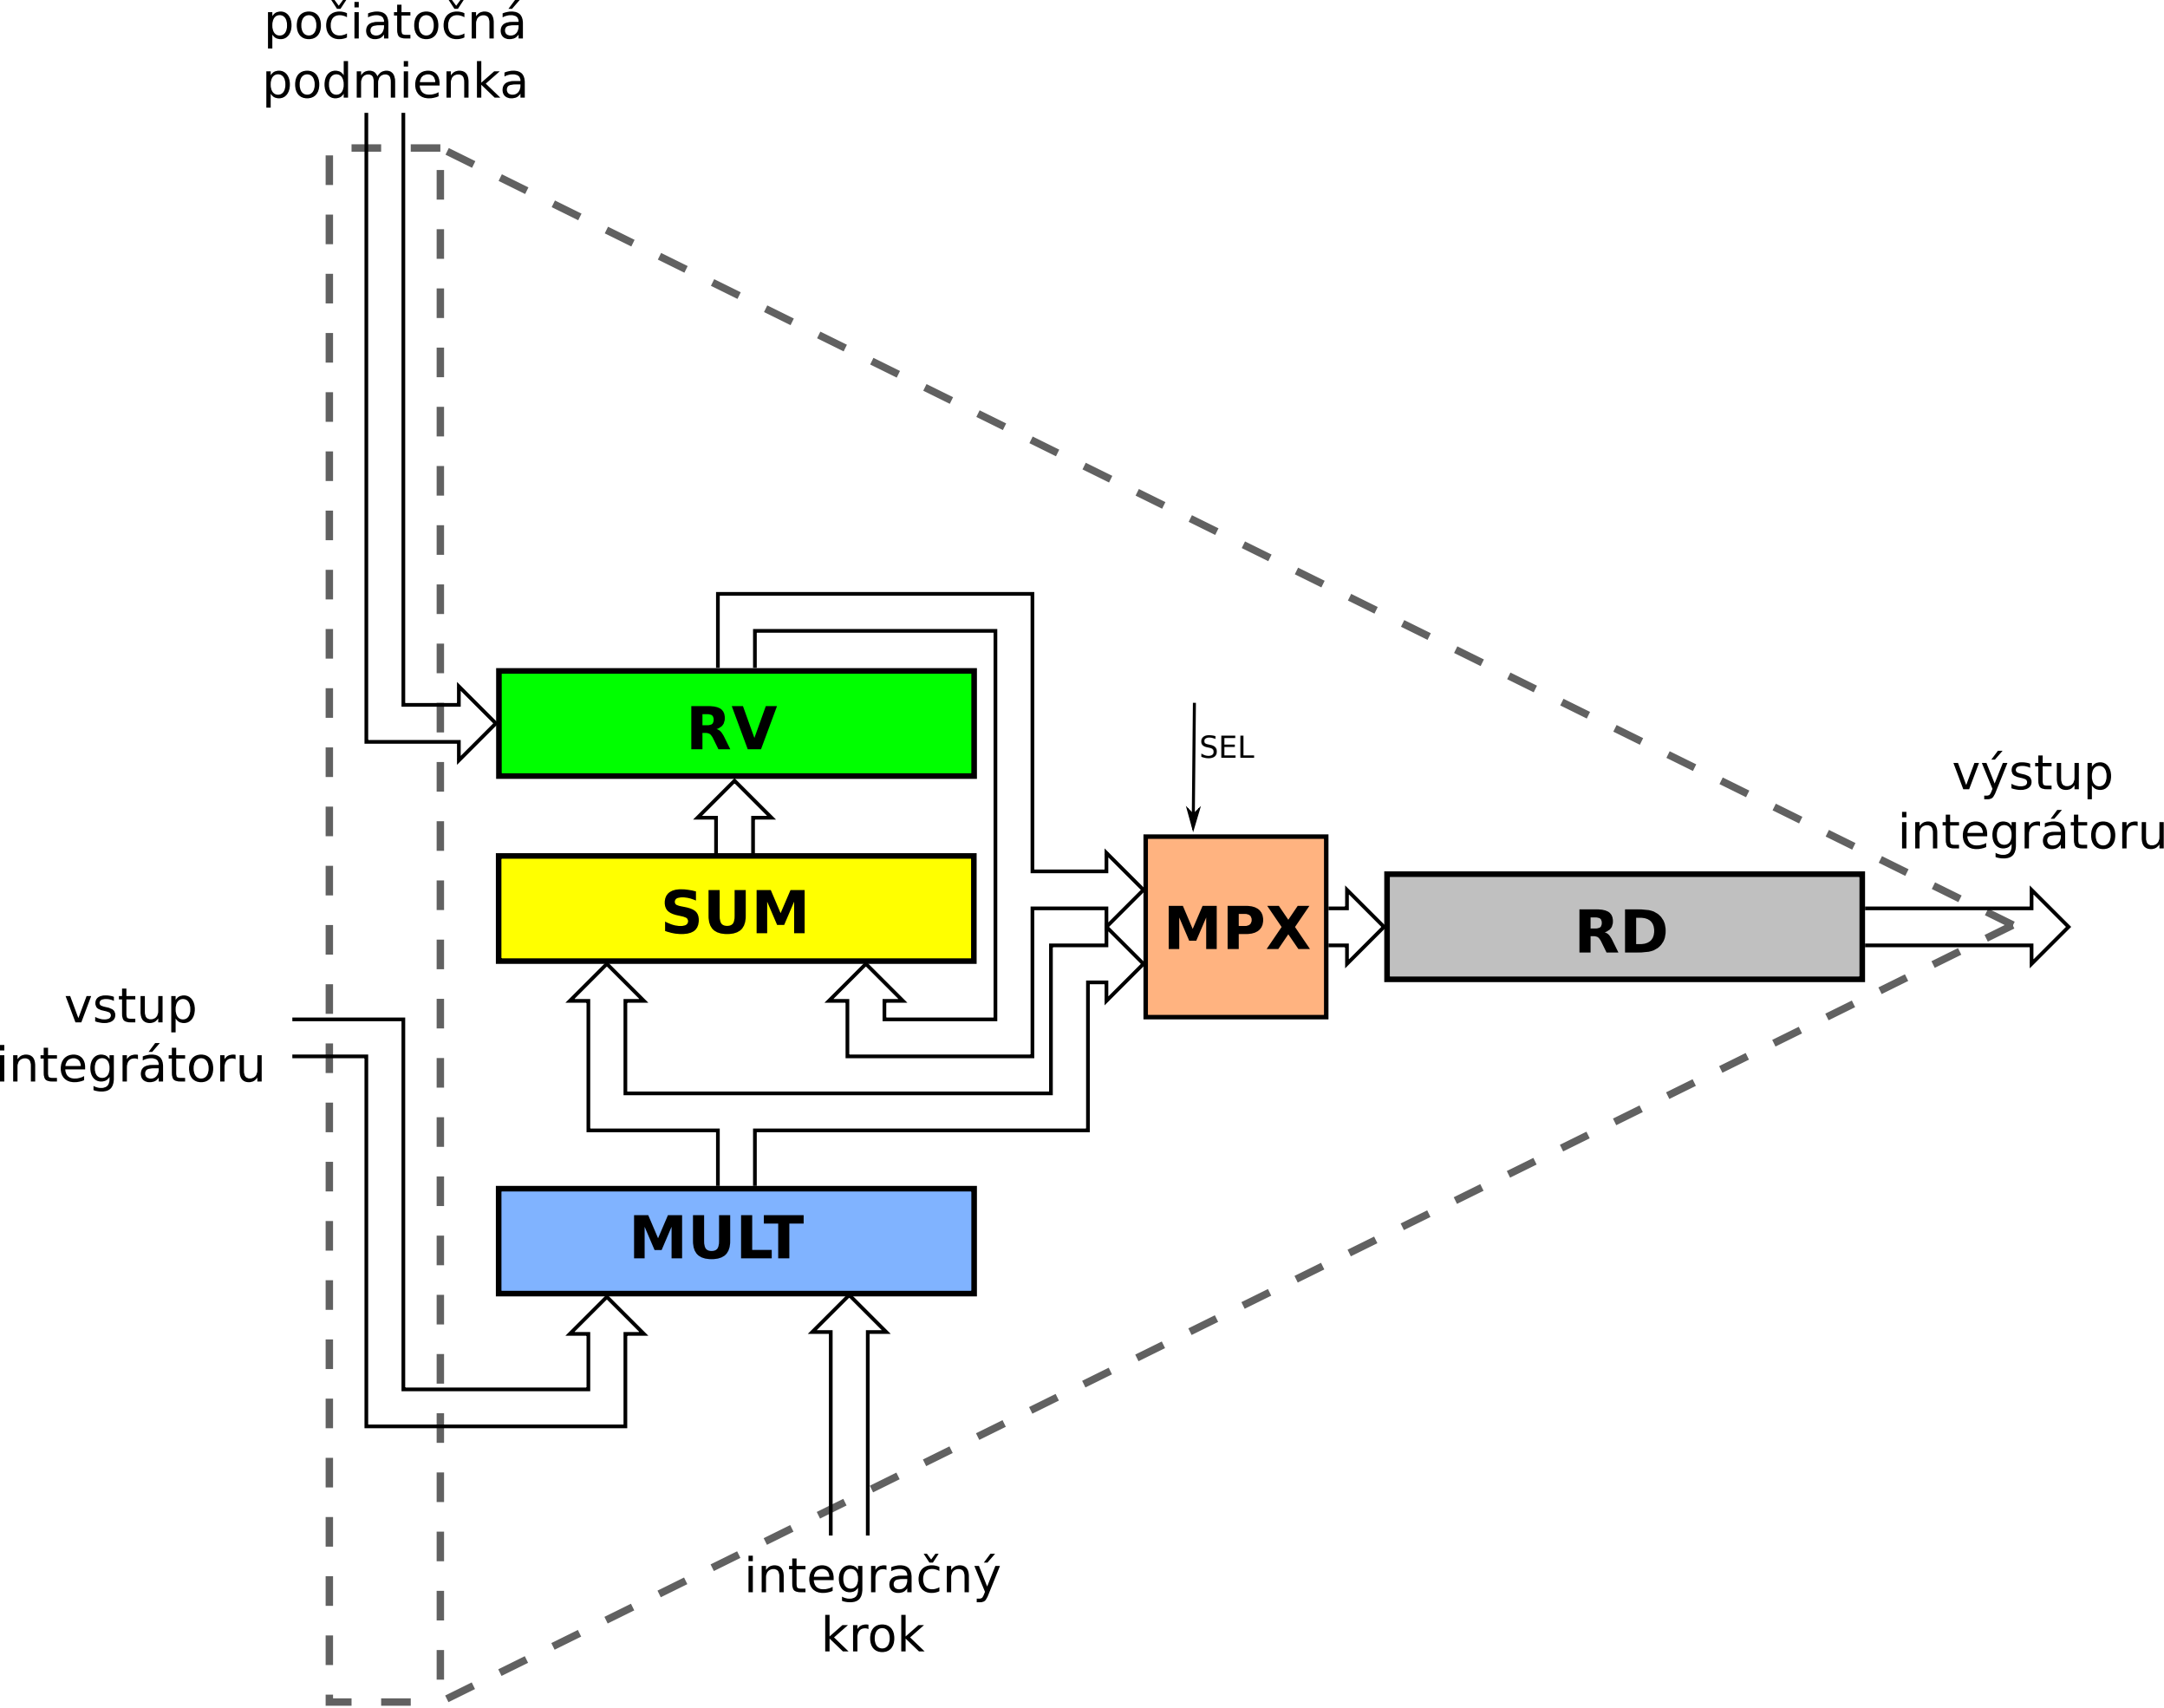 počiatočná
podmienka
RV
SEL
SUM
MPX
RD
výstup
integrátoru
vstup
integrátoru
MULT
integračný
krok